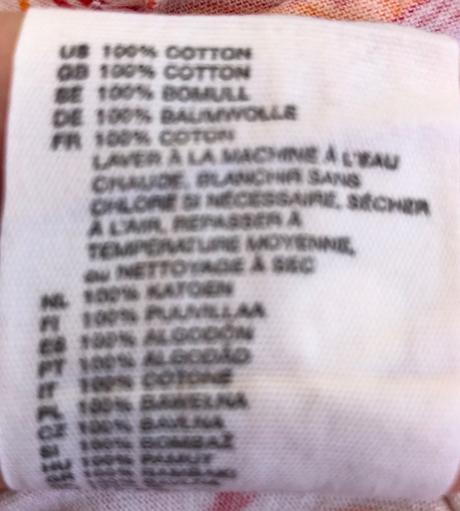 US 100% COTTON
GB 100% COTTON
SE 100% BOMULL
DE 100% BAUMWOLLE
FR 100% COTON
LAVER À LA MACHINE À L'EAU
CHAUDE, BLANCHIR SANS
CHLORE SI NÉCESSAIRE, SÉCHER
À L'AIR, REPASSER À
TEMPÉRATURE MOYENNE,
ou NETTOYAGE À SEC
NL 100% KATOEN
FI 100% PUUVILLAA
ES 100% ALGODÓN
PT 100% ALGODÃO
IT 100% COTONE
PL 100% BAWEŁNA
CZ 100% BAVLNA
SI 100% BOMBAŽ
100% PAMUT
100%